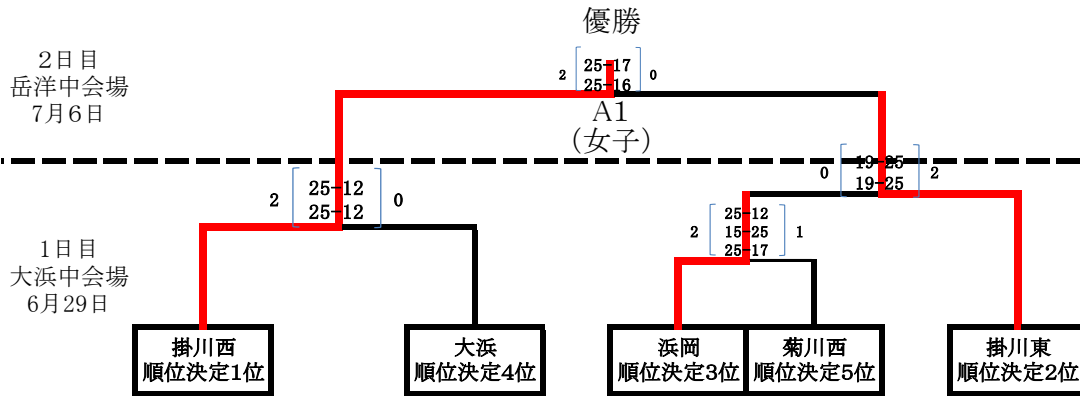 優勝
2日目
岳洋中会場
7月6日
2 25-17 0
25-16
A1
（女子）
0 19-25 2
19-25
2 25-12 0
25-12
2 25-12 1
15-25
25-17
1日目
大浜中会場
6月29日
掛川西
順位決定1位
大浜
順位決定4位
浜岡
順位決定3位
菊川西
順位決定5位
掛川東
順位決定2位